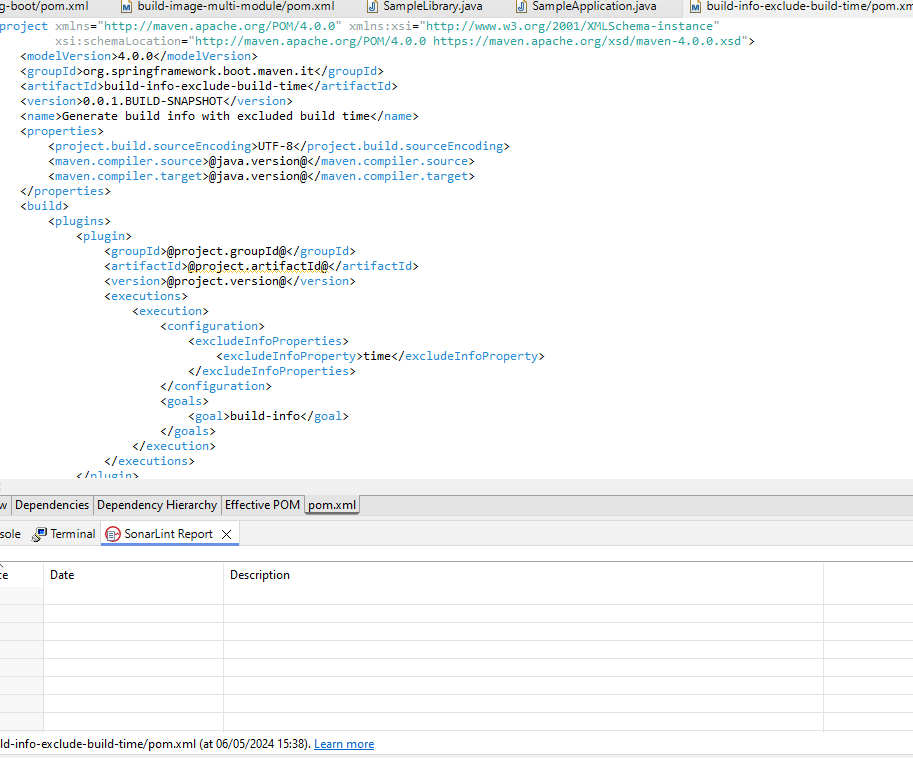 g-boot/pom.xml build-image-multi-module/pom.xml SampleLibrary.java SampleApplication.java build-info-exclude-build-time/pom.xm
project xmlns="http://maven.apache.org/POM/4.0.0" xmlns:xsi="http://www.w3.org/2001/XMLSchema-instance"
xsi:schemaLocation="http://maven.apache.org/POM/4.0.0 https://maven.apache.org/xsd/maven-4.0.0.xsd">
<modelVersion>4.0.0</modelVersion>
<groupId>org.springframework.boot.maven.it</groupId>
<artifactId>build-info-exclude-build-time</artifactId>
<version>0.0.1.BUILD-SNAPSHOT</version>
<name>Generate build info with excluded build time</name>
<properties>
<project.build.sourceEncoding>UTF-8</project.build.sourceEncoding>
<maven.compiler.source>@java.version@</maven.compiler.source>
<maven.compiler.target>@java.version@</maven.compiler.target>
</properties>
<build>
<plugins>
<plugin>
<groupId>@project.groupId@</groupId>
<artifactId>@project.artifactId@</artifactId>
<version>@project.version@</version>
<executions>
<execution>
<configuration>
<excludeInfoProperties>
<excludeInfoProperty>time</excludeInfoProperty>
</excludeInfoProperties>
</configuration>
<goals>
<goal>build-info</goal>
</goals>
</execution>
</executions>
</plugin>
w Dependencies Dependency Hierarchy Effective POM pom.xml
sole Terminal SonarLint Report
ce Date Description
ld-info-exclude-build-time/pom.xml (at 06/05/2024 15:38). Learn more